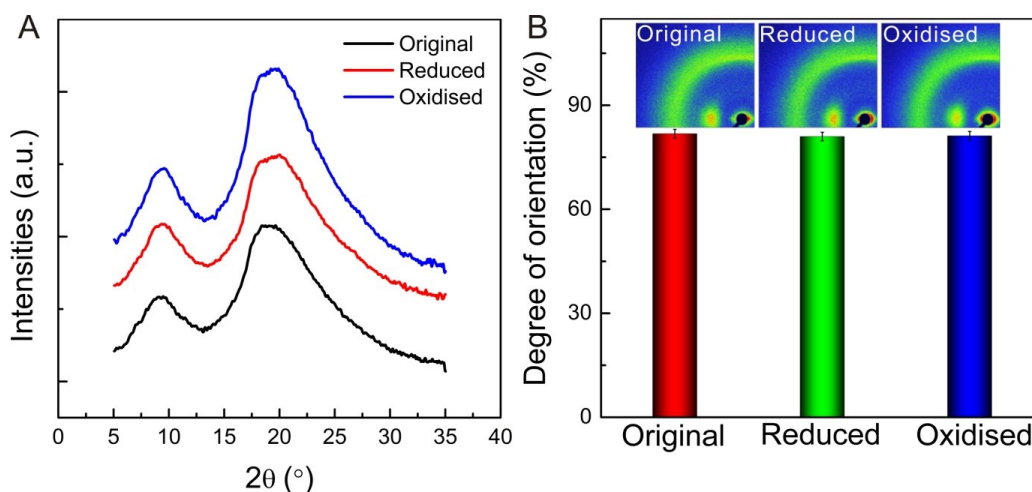 A
Original
Reduced
Oxidised
Intensities (a.u.)
0 5 10 15 20 25 30 35 40
2θ (°)
B
Original Reduced Oxidised
Degree of orientation (%)
90
60
30
0
Original Reduced Oxidised